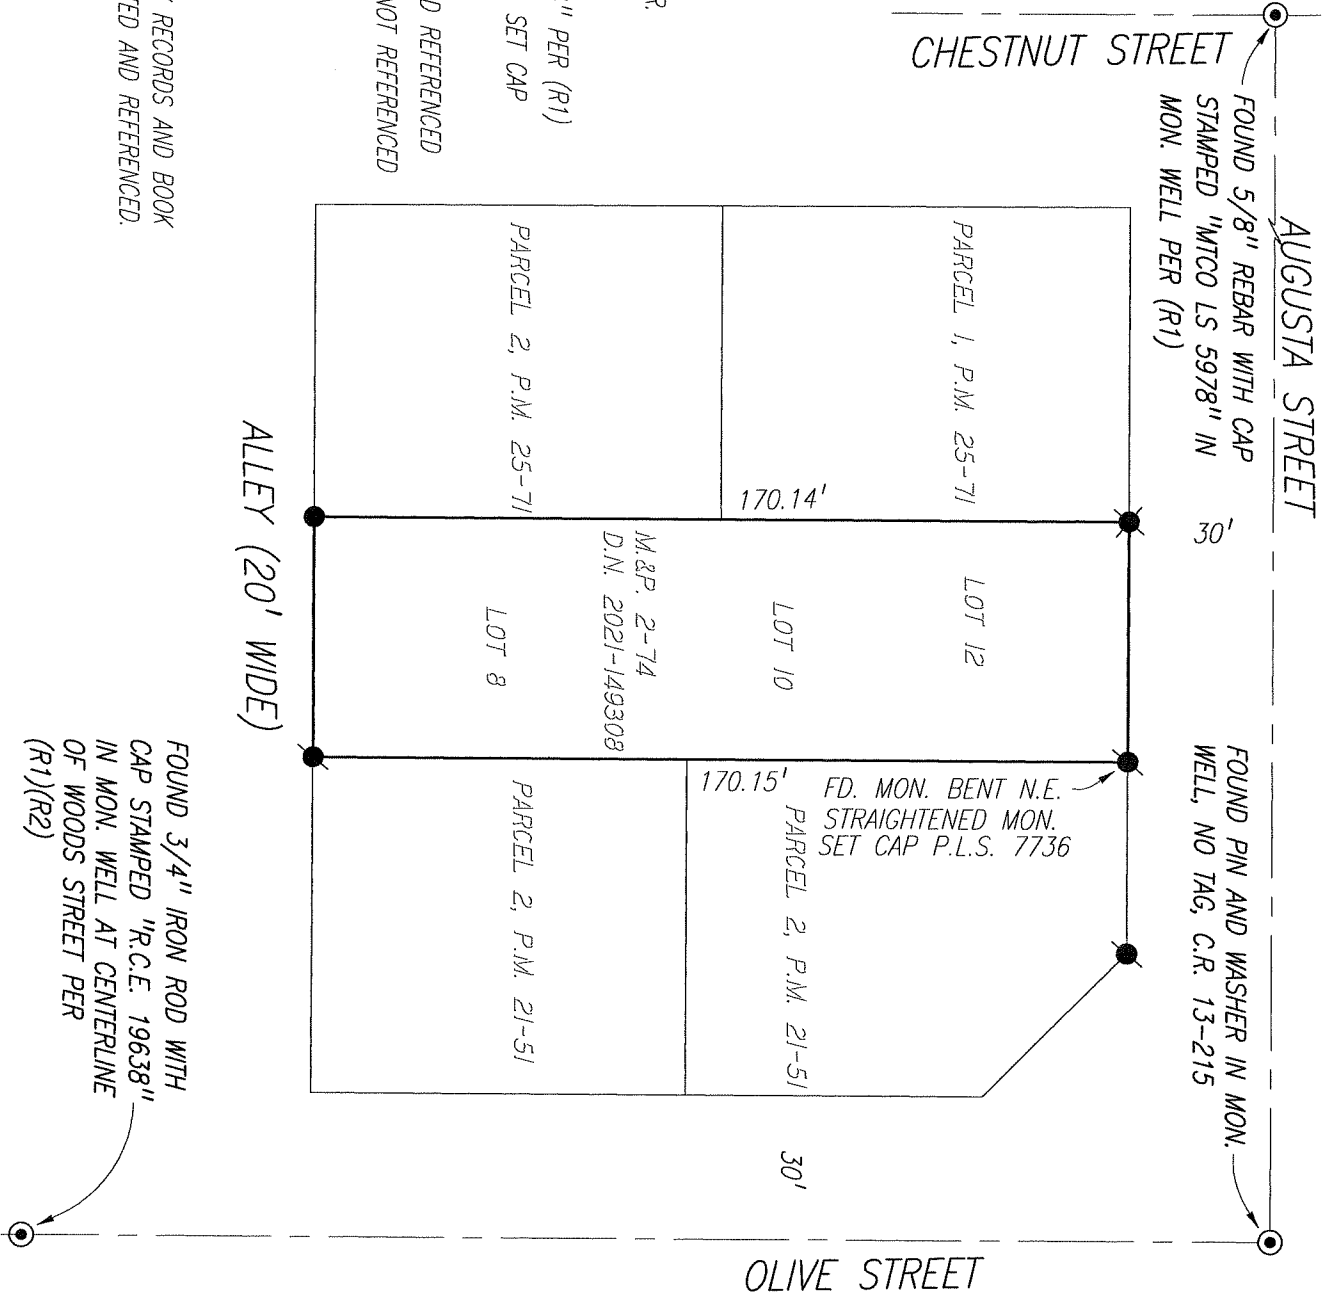 CHESTNUT STREET
AUGUSTA STREET
FOUND 5/8" REBAR WITH CAP
STAMPED "MTCO LS 5978" IN
MON. WELL PER (R1)
R.
" PER (R1)
SET CAP
D REFERENCED
NOT REFERENCED
RECORDS AND BOOK
TED AND REFERENCED.
PARCEL 1, P.M. 25-71
PARCEL 2, P.M. 25-71
170.14'
30'
LOT 12
LOT 10
M.&P. 2-74
D.N. 2021-149308
LOT 8
ALLEY (20' WIDE)
170.15'
FD. MON. BENT N.E.
STRAIGHTENED MON.
SET CAP P.L.S. 7736
PARCEL 2, P.M. 21-51
PARCEL 2, P.M. 21-51
FOUND PIN AND WASHER IN MON.
WELL, NO TAG, C.R. 13-215
30'
FOUND 3/4" IRON ROD WITH
CAP STAMPED "R.C.E. 19638"
IN MON. WELL AT CENTERLINE
OF WOODS STREET PER
(R1)(R2)
OLIVE STREET